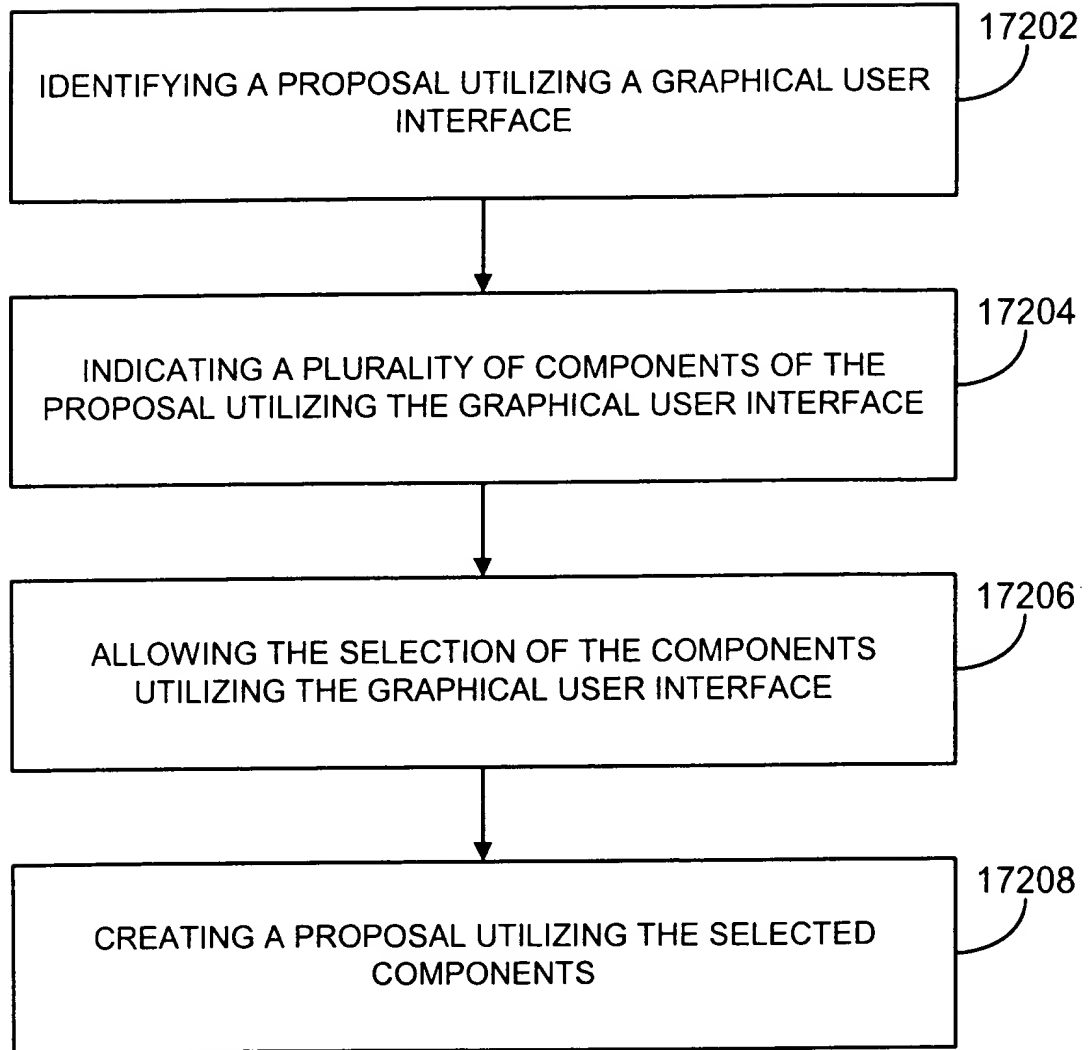 17202
IDENTIFYING A PROPOSAL UTILIZING A GRAPHICAL USER
INTERFACE
17204
INDICATING A PLURALITY OF COMPONENTS OF THE
PROPOSAL UTILIZING THE GRAPHICAL USER INTERFACE
17206
ALLOWING THE SELECTION OF THE COMPONENTS
UTILIZING THE GRAPHICAL USER INTERFACE
17208
CREATING A PROPOSAL UTILIZING THE SELECTED
COMPONENTS